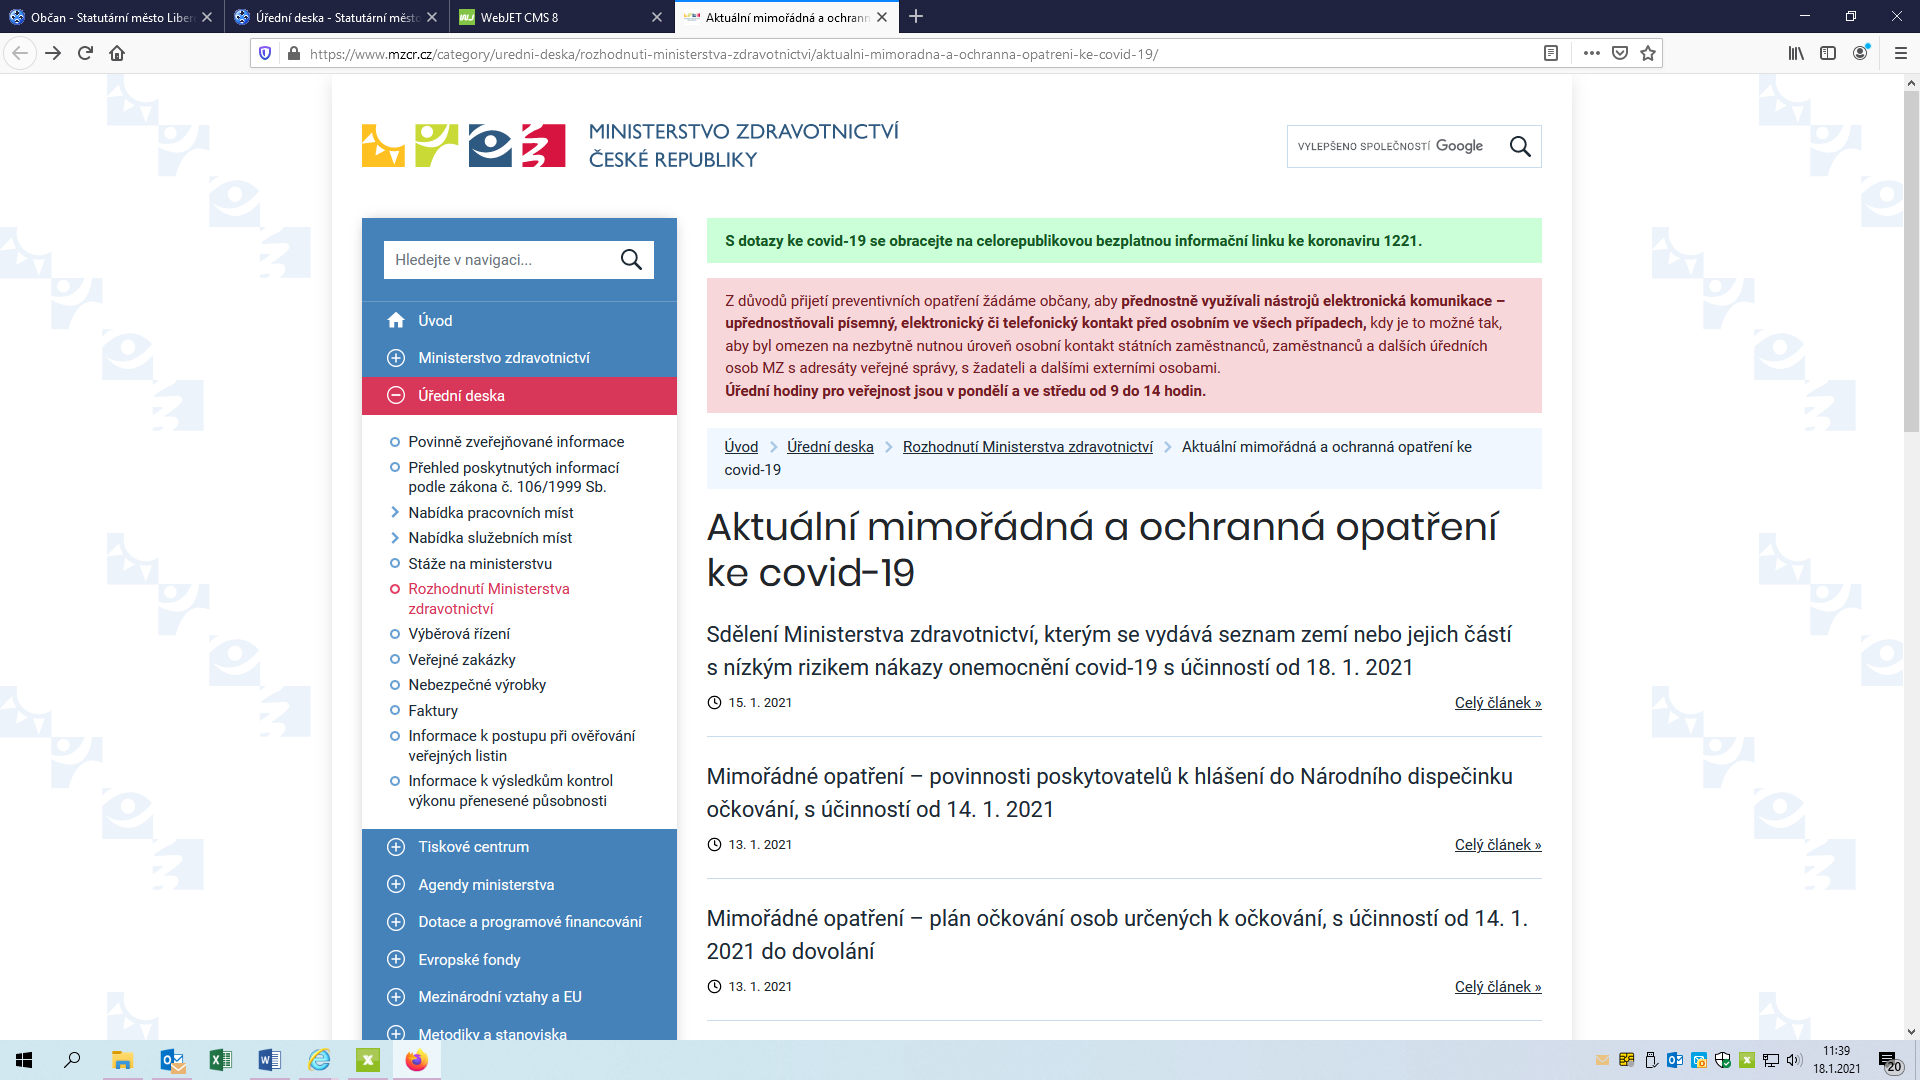 Občan - Statutární město Liber
Úřední deska - Statutární město
WebJET CMS 8
Aktuální mimořádná a ochrann
https://www.mzcr.cz/category/uredni-deska/rozhodnuti-ministerstva-zdravotnictvi/aktualni-mimoradna-a-ochranna-opatreni-ke-covid-19/
MINISTERSTVO ZDRAVOTNICTVÍ
ČESKÉ REPUBLIKY
VYLEPŠENO SPOLEČNOSTÍ Google
Hledejte v navigaci...
Úvod
Ministerstvo zdravotnictví
Úřední deska
Povinně zveřejňované informace
Přehled poskytnutých informací
podle zákona č. 106/1999 Sb.
Nabídka pracovních míst
Nabídka služebních míst
Stáže na ministerstvu
Rozhodnutí Ministerstva
zdravotnictví
Výběrová řízení
Veřejné zakázky
Nebezpečné výrobky
Faktury
Informace k postupu při ověřování
veřejných listin
Informace k výsledkům kontrol
výkonu přenesené působnosti
Tiskové centrum
Agendy ministerstva
Dotace a programové financování
Evropské fondy
Mezinárodní vztahy a EU
Metodiky a stanoviska
S dotazy ke covid-19 se obracejte na celorepublikovou bezplatnou informační linku ke koronaviru 1221.
Z důvodů přijetí preventivních opatření žádáme občany, aby přednostně využívali nástrojů elektronická komunikace –
upřednostňovali písemný, elektronický či telefonický kontakt před osobním ve všech případech, kdy je to možné tak,
aby byl omezen na nezbytně nutnou úroveň osobní kontakt státních zaměstnanců, zaměstnanců a dalších úředních
osob MZ s adresáty veřejné správy, s žadateli a dalšími externími osobami.
Úřední hodiny pro veřejnost jsou v pondělí a ve středu od 9 do 14 hodin.
Úvod > Úřední deska > Rozhodnutí Ministerstva zdravotnictví > Aktuální mimořádná a ochranná opatření ke
covid-19
Aktuální mimořádná a ochranná opatření
ke covid-19
Sdělení Ministerstva zdravotnictví, kterým se vydává seznam zemí nebo jejich částí
s nízkým rizikem nákazy onemocnění covid-19 s účinností od 18. 1. 2021
15. 1. 2021
Celý článek »
Mimořádné opatření – povinnosti poskytovatelů k hlášení do Národního dispečinku
očkování, s účinností od 14. 1. 2021
13. 1. 2021
Celý článek »
Mimořádné opatření – plán očkování osob určených k očkování, s účinností od 14. 1.
2021 do dovolání
13. 1. 2021
Celý článek »
11:39
18.1.2021
20